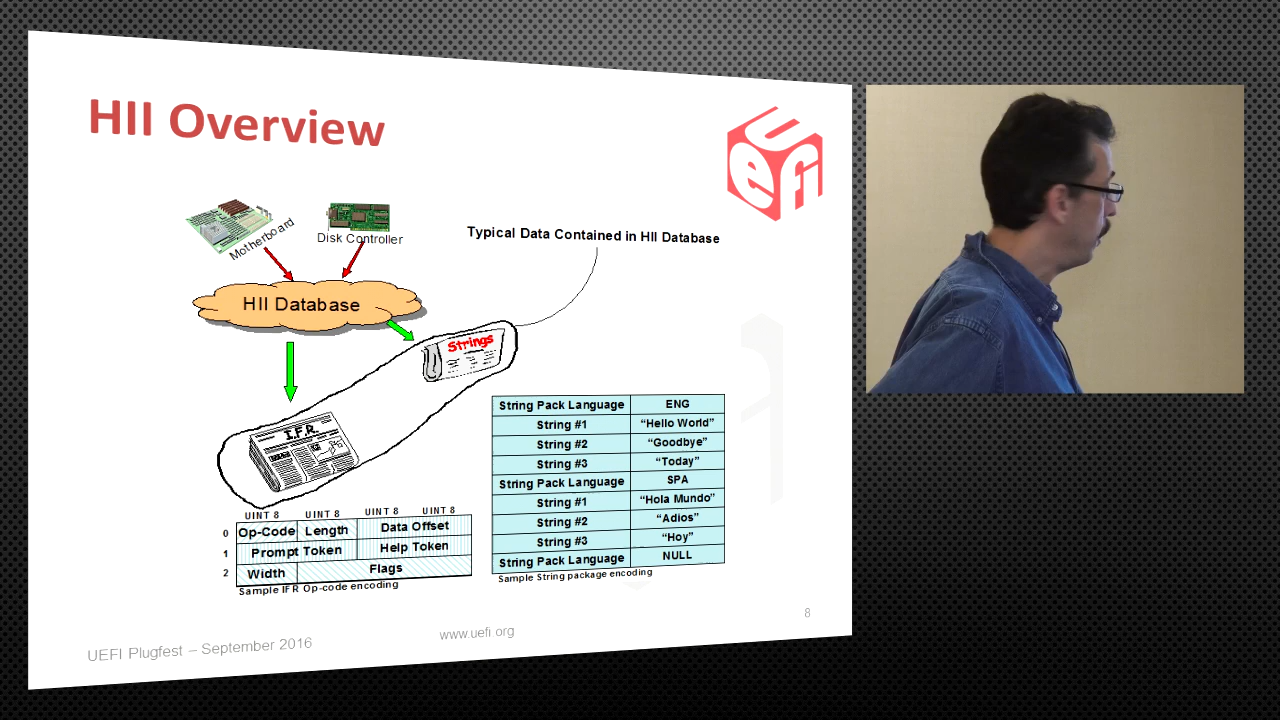 HII Overview
UEFI
Motherboard
Disk Controller
Typical Data Contained in HII Database
HII Database
Strings
I.F.R.
String Pack Language ENG
String #1 “Hello World”
String #2 “Goodbye”
String #3 “Today”
String Pack Language SPA
String #1 “Hola Mundo”
String #2 “Adios”
String #3 “Hoy”
String Pack Language NULL
Sample String package encoding
UINT 8 UINT 8 UINT 8 UINT 8
0 Op-Code Length Data Offset
1 Prompt Token Help Token
2 Width Flags
Sample IFR Op-code encoding
UEFI Plugfest – September 2016
www.uefi.org
8